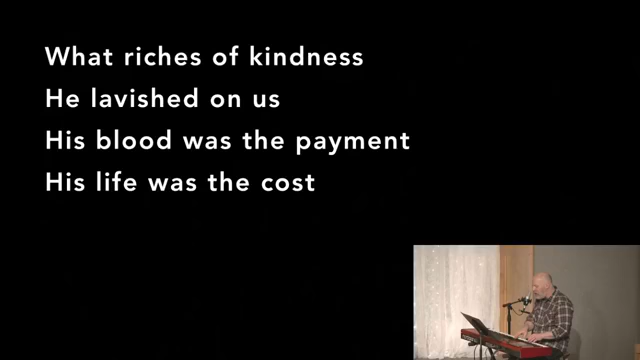 What riches of kindness
He lavished on us
His blood was the payment
His life was the cost